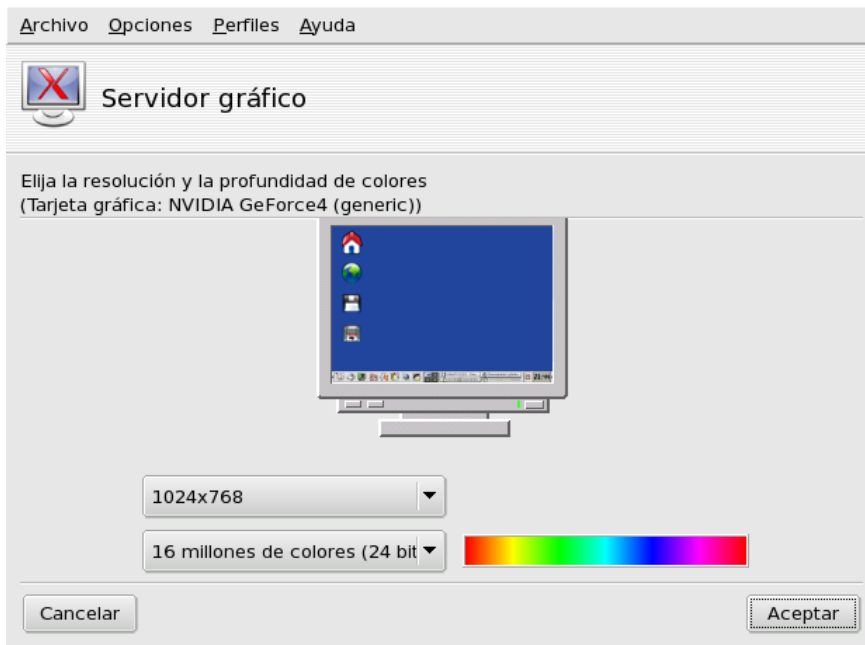 Archivo Opciones Perfiles Ayuda
Servidor gráfico
Elija la resolución y la profundidad de colores
(Tarjeta gráfica: NVIDIA GeForce4 (generic))
1024x768
16 millones de colores (24 bit
Cancelar Aceptar